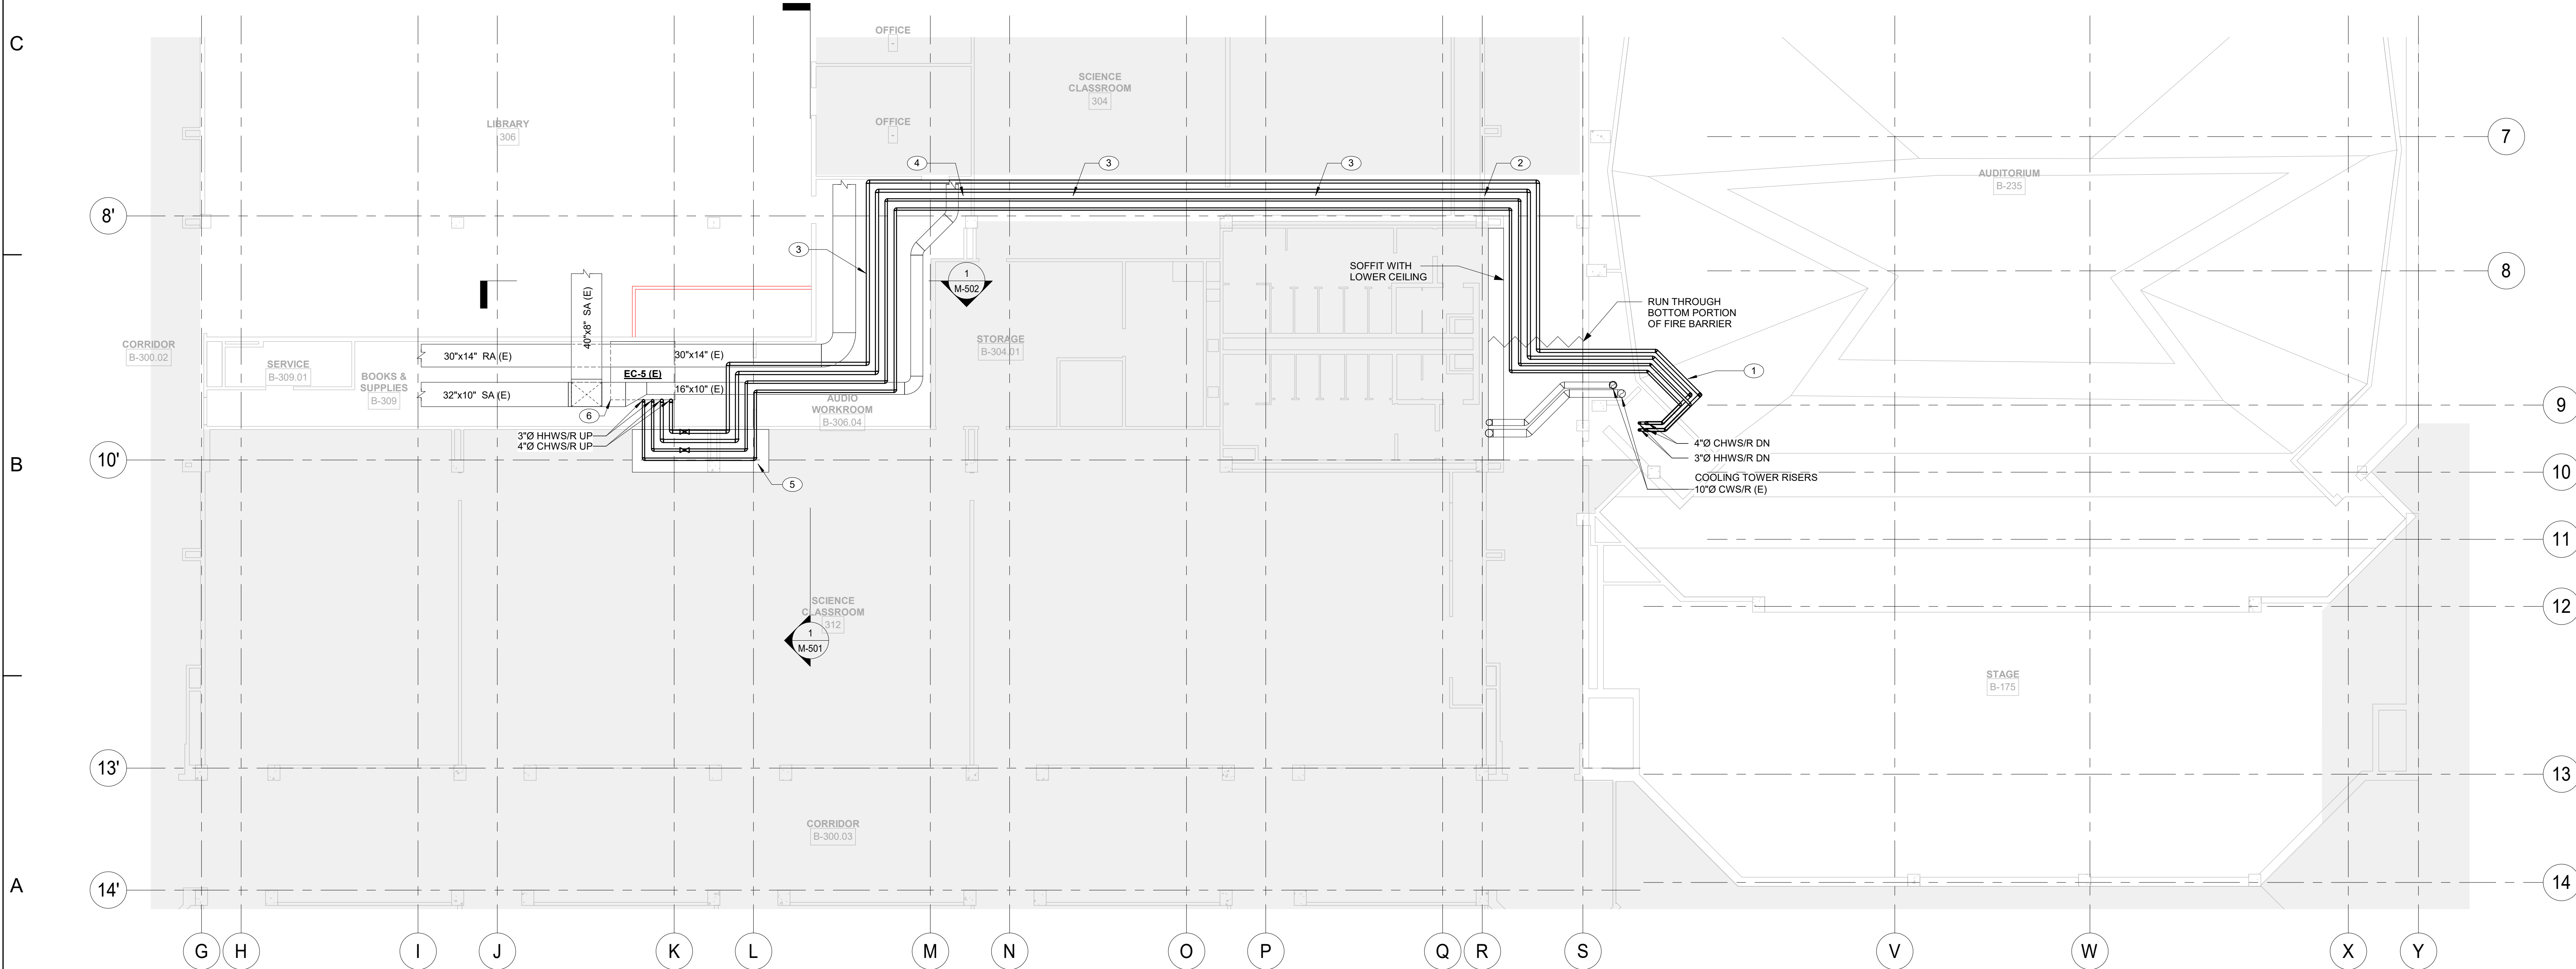 C
OFFICE
-
SCIENCE
CLASSROOM
304
LIBRARY
306
OFFICE
-
7
4
3
3
2
AUDITORIUM
B-235
8'
3
SOFFIT WITH
LOWER CEILING
8
1
M-502
40"x8" SA (E)
RUN THROUGH
BOTTOM PORTION
OF FIRE BARRIER
STORAGE
B-304.01
CORRIDOR
B-300.02
SERVICE
B-309.01
30"x14" RA (E)
30"x14" (E)
BOOKS &
SUPPLIES
B-309
EC-5 (E)
1
32"x10" SA (E)
16"x10" (E)
AUDIO
WORKROOM
B-306.04
6
9
3"Ø HHWS/R UP
4"Ø CHWS/R UP
4"Ø CHWS/R DN
3"Ø HHWS/R DN
B
10'
5
COOLING TOWER RISERS
10"Ø CWS/R (E)
10
11
SCIENCE
CLASSROOM
312
12
1
M-501
STAGE
B-175
13'
13
CORRIDOR
B-300.03
A
14'
14
G H I J K L M N O P Q R S V W X Y